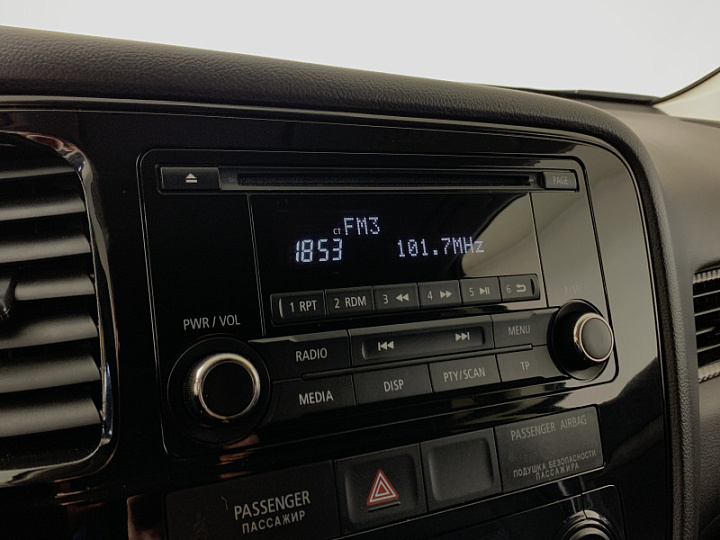 PAGE
CT FM3
1853 101.7MHz
1 RPT 2 RDM 3 4 5 6
PWR / VOL
RADIO MENU
MEDIA DISP PTY/SCAN TP
PASSENGER AIRBAG
ПОДУШКА БЕЗОПАСНОСТИ
ПАССАЖИРА
PASSENGER
ПАССАЖИР